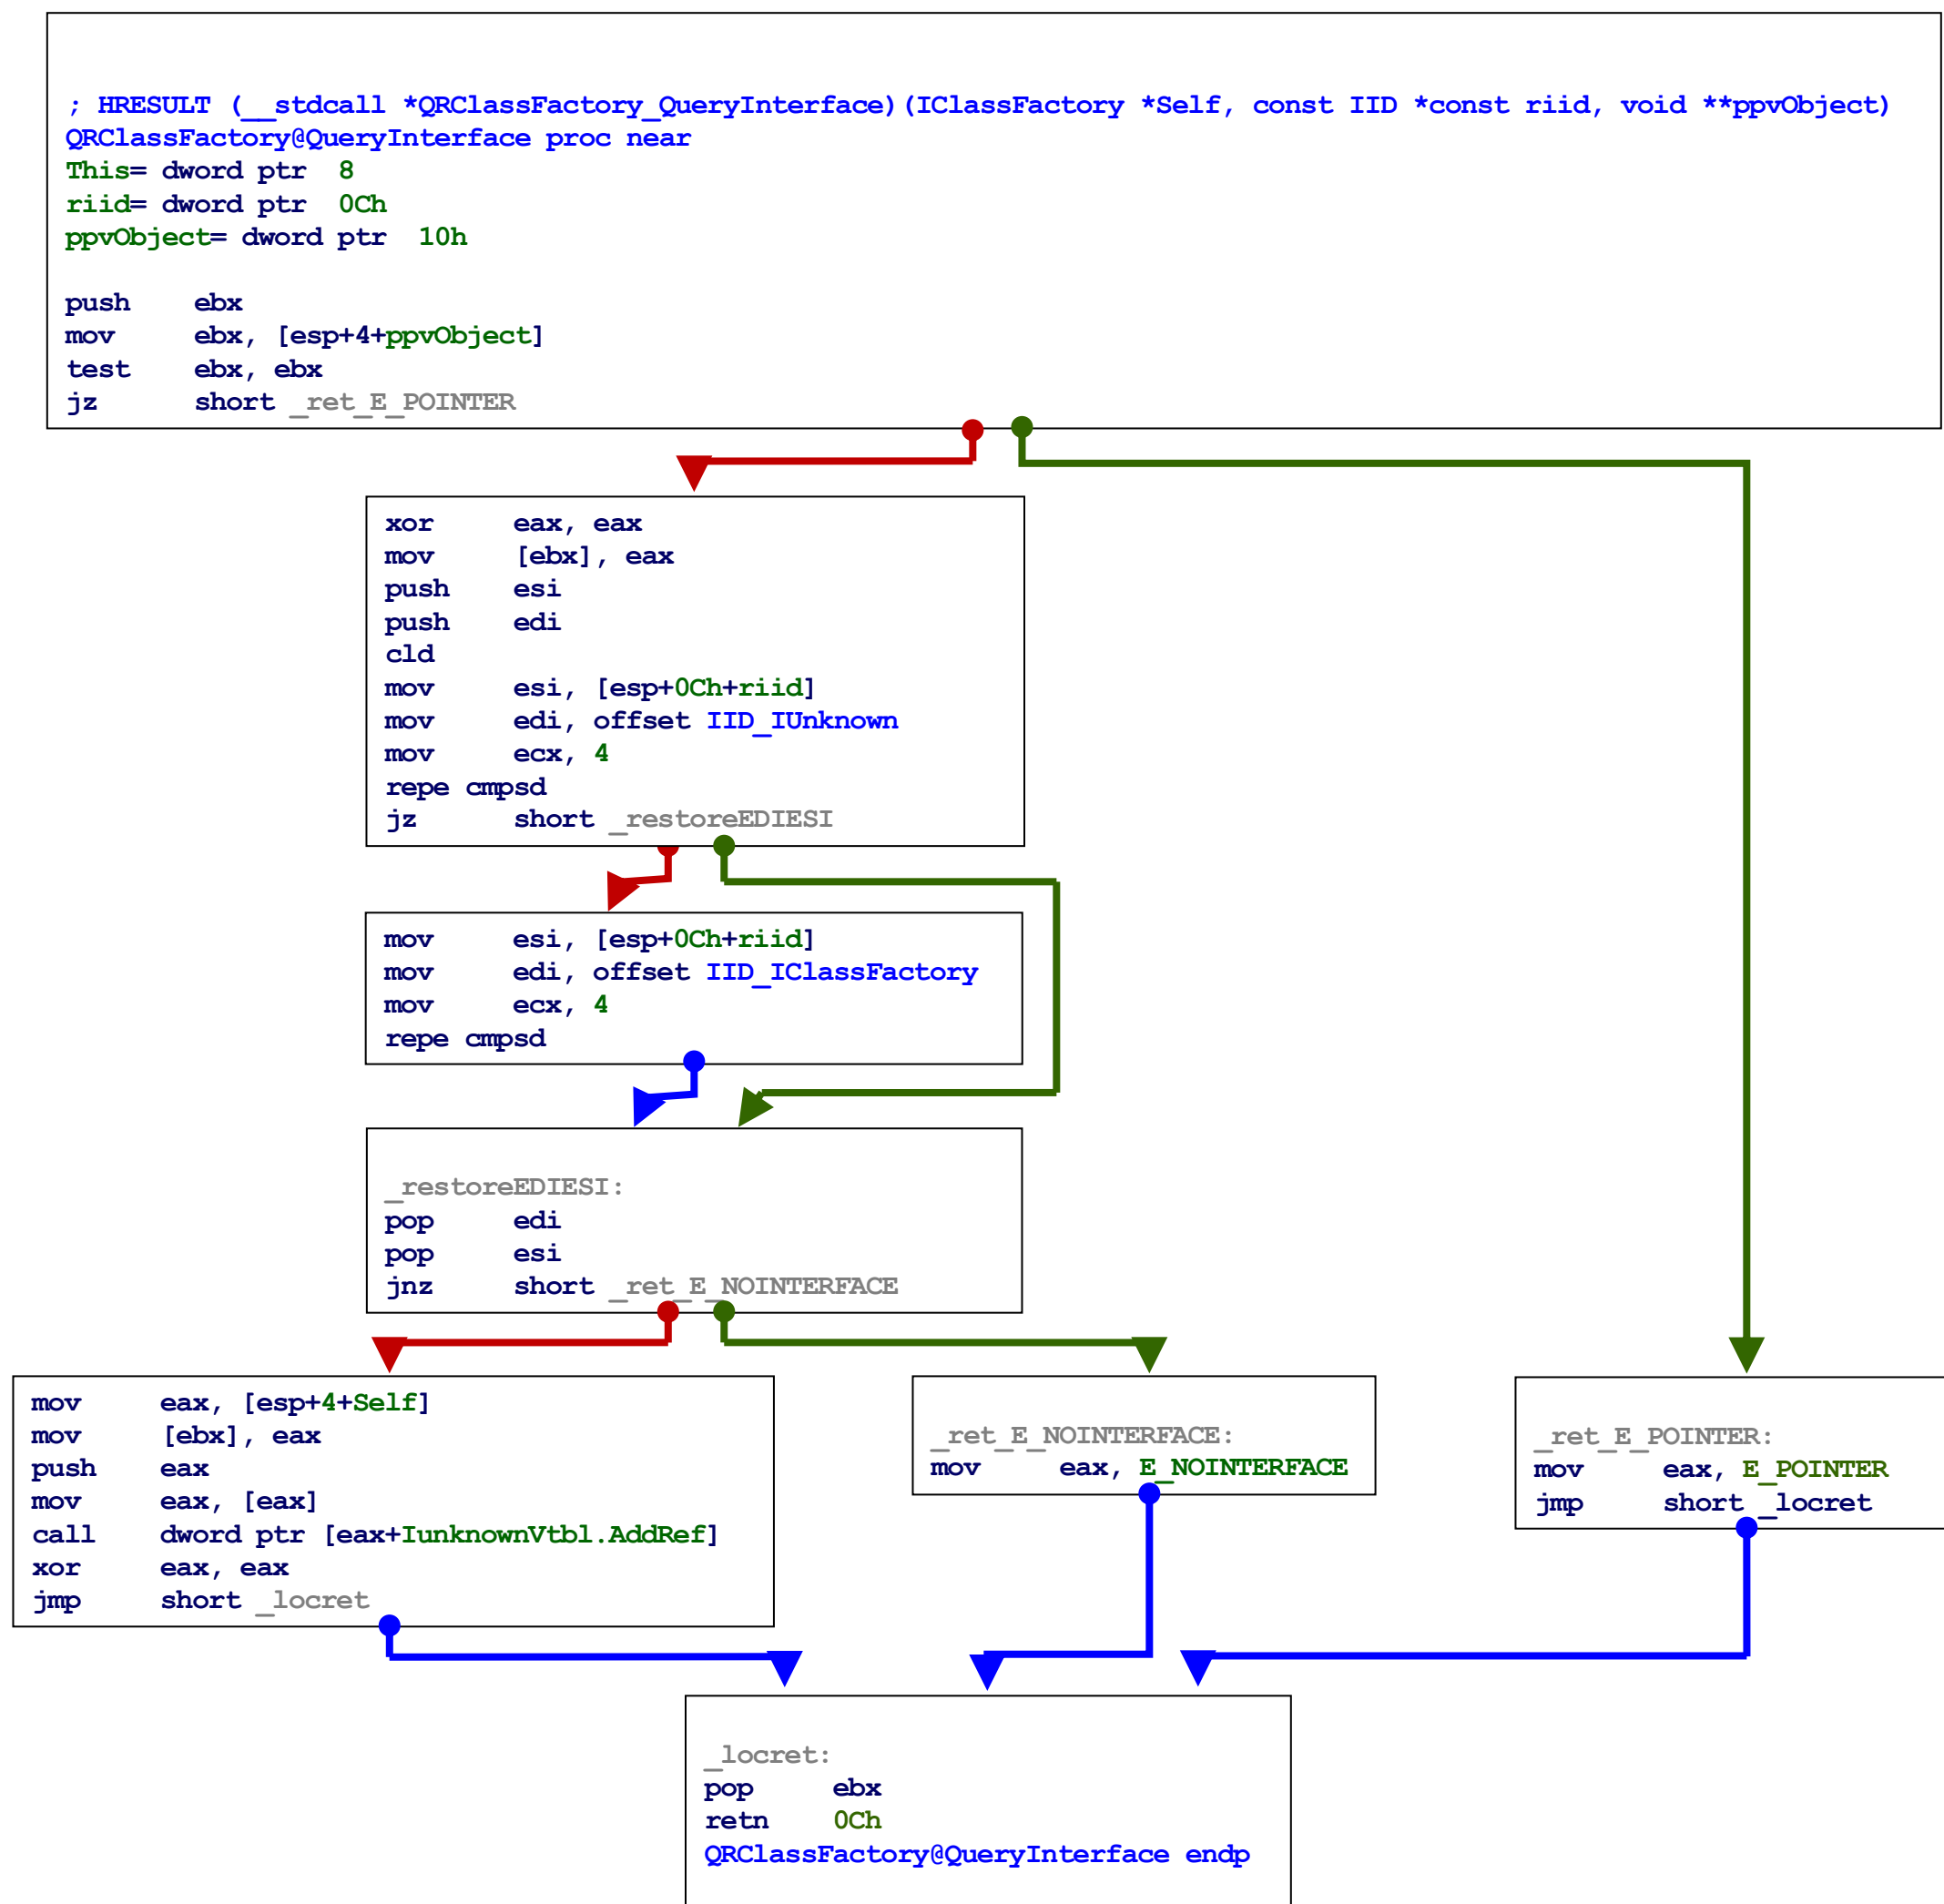 ; HRESULT (__stdcall *QRClassFactory_QueryInterface)(IClassFactory *Self, const IID *const riid, void **ppvObject)
QRClassFactory@QueryInterface proc near
This= dword ptr  8
riid= dword ptr  0Ch
ppvObject= dword ptr  10h
push    ebx
mov     ebx, [esp+4+ppvObject]
test    ebx, ebx
jz      short _ret_E_POINTER
xor     eax, eax
mov     [ebx], eax
push    esi
push    edi
cld
mov     esi, [esp+0Ch+riid]
mov     edi, offset IID_IUnknown
mov     ecx, 4
repe cmpsd
jz      short _restoreEDIESI
mov     esi, [esp+0Ch+riid]
mov     edi, offset IID_IClassFactory
mov     ecx, 4
repe cmpsd
_restoreEDIESI:
pop     edi
pop     esi
jnz     short _ret_E_NOINTERFACE
mov     eax, [esp+4+Self]
mov     [ebx], eax
push    eax
mov     eax, [eax]
call    dword ptr [eax+IunknownVtbl.AddRef]
xor     eax, eax
jmp     short _locret
_ret_E_NOINTERFACE:
mov     eax, E_NOINTERFACE
_ret_E_POINTER:
mov     eax, E_POINTER
jmp     short _locret
_locret:
pop     ebx
retn    0Ch
QRClassFactory@QueryInterface endp